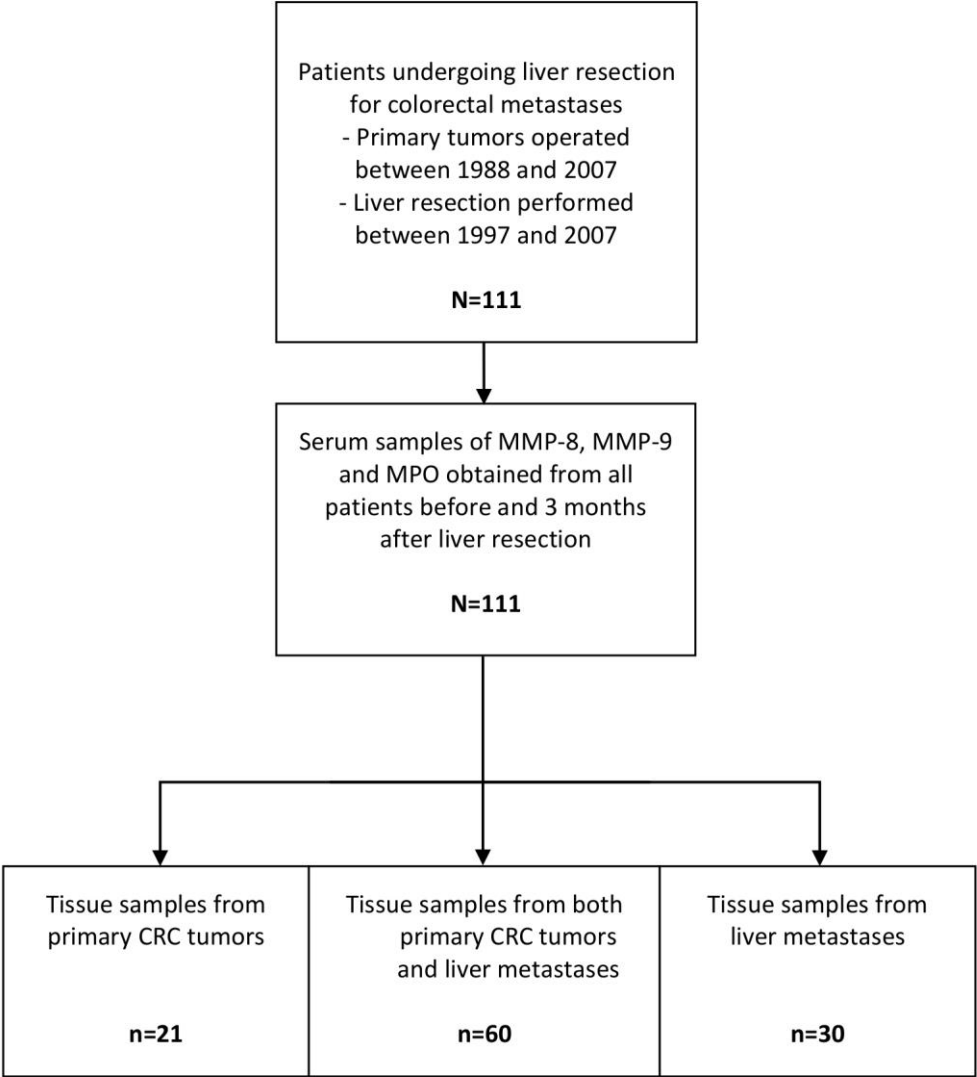 Patients undergoing liver resection
for colorectal metastases
- Primary tumors operated
between 1988 and 2007
- Liver resection performed
between 1997 and 2007
N=111
Serum samples of MMP-8, MMP-9
and MPO obtained from all
patients before and 3 months
after liver resection
N=111
Tissue samples from
primary CRC tumors
n=21
Tissue samples from both
primary CRC tumors
and liver metastases
n=60
Tissue samples from
liver metastases
n=30